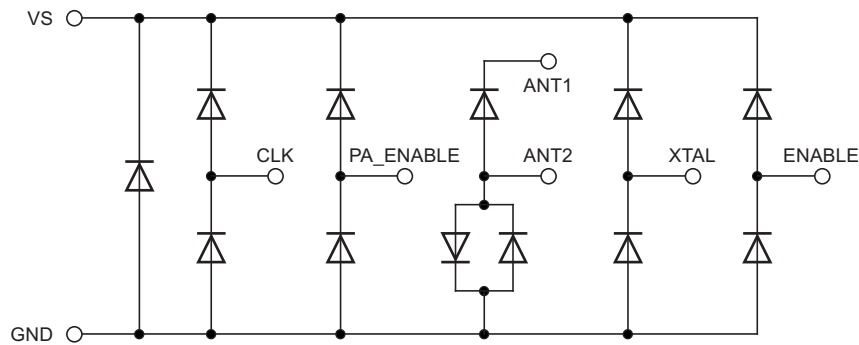 VS
ANT1
CLK
PA_ENABLE
ANT2
XTAL
ENABLE
GND